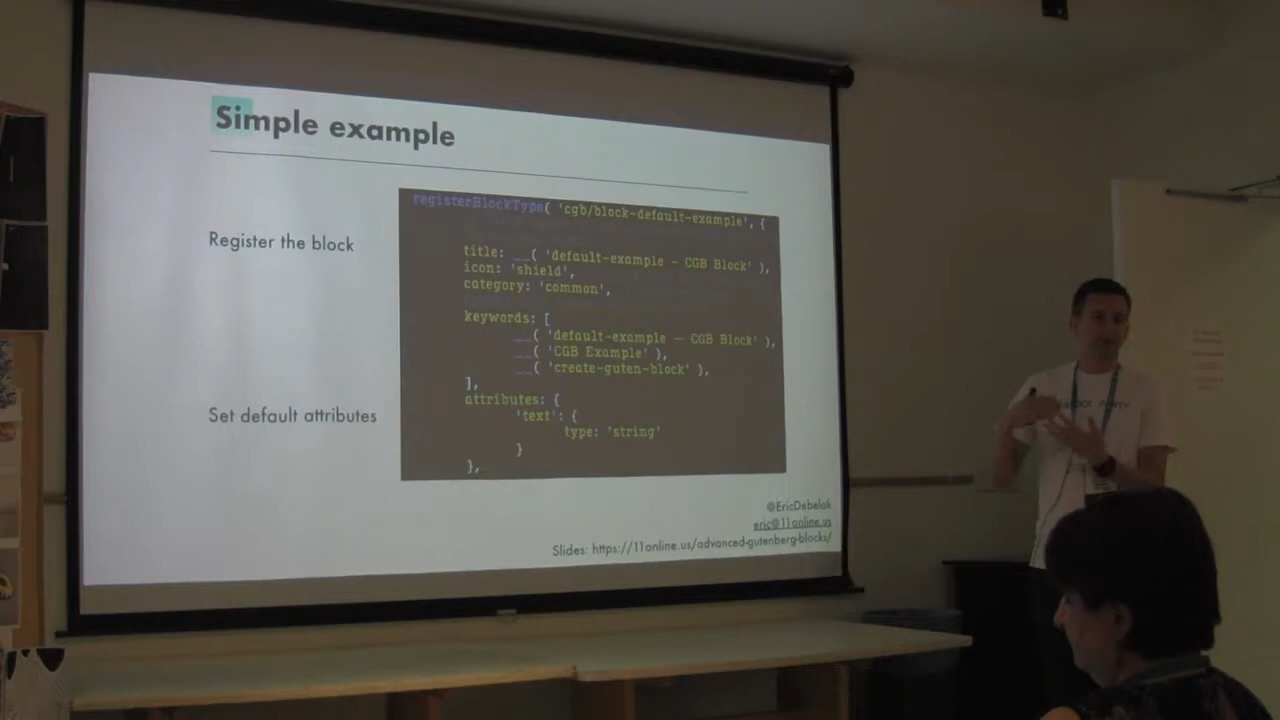 Simple example
Register the block
registerBlockType( 'cgb/block-default-example', {
title: __( 'default-example - CGB Block' ),
icon: 'shield',
category: 'common',
keywords: [
__( 'default-example — CGB Block' ),
__( 'CGB Example' ),
__( 'create-guten-block' ),
],
Set default attributes
attributes: {
'text': {
type: 'string'
}
},
@EricDebelak
eric@11online.us
Slides: https://11online.us/advanced-gutenberg-blocks/